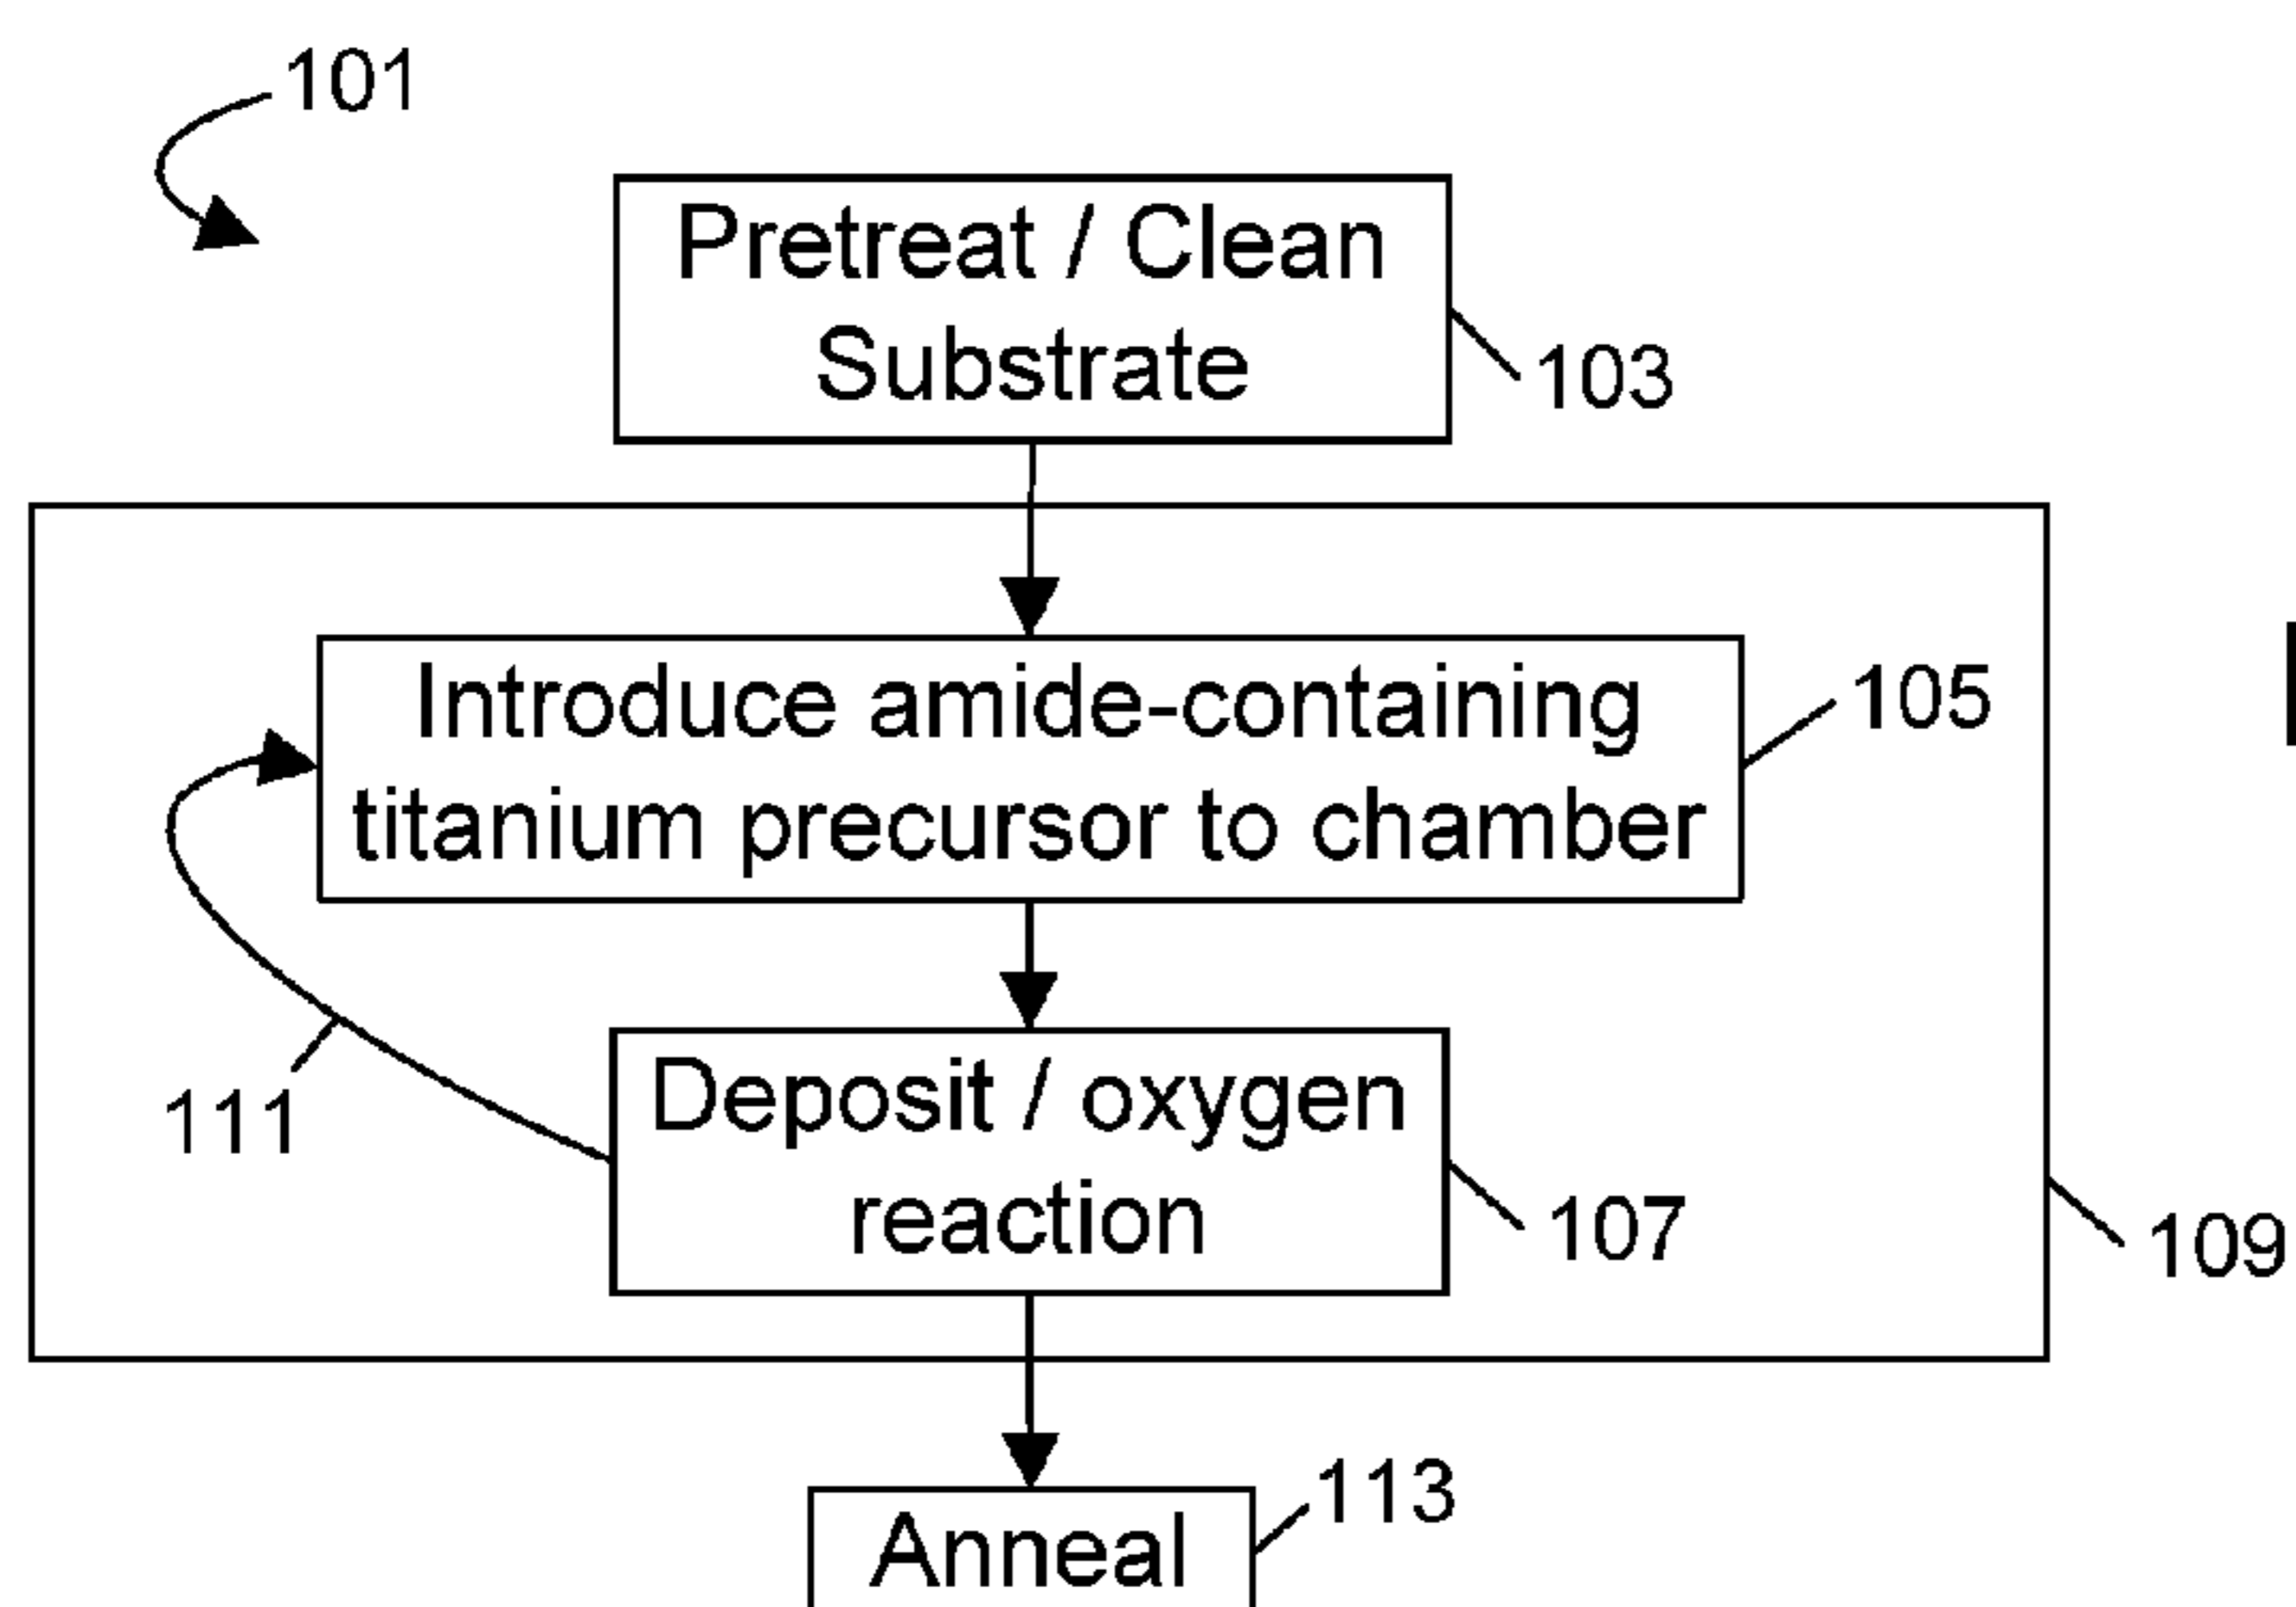 101
Pretreat / Clean
Substrate
103
Introduce amide-containing
titanium precursor to chamber
105
Deposit / oxygen
reaction
107
111
109
Anneal
113